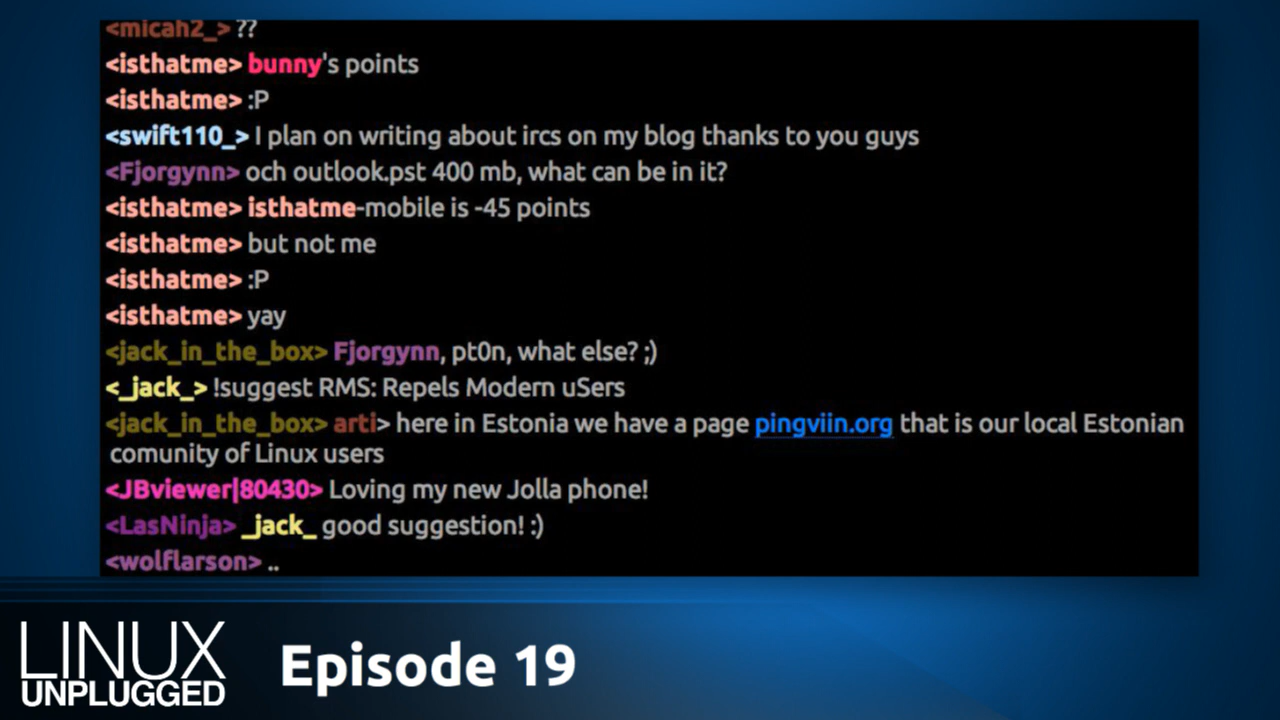 <micah2_> ??
<isthatme> bunny's points
<isthatme> :P
<swift110_> I plan on writing about ircs on my blog thanks to you guys
<Fjorgynn> och outlook.pst 400 mb, what can be in it?
<isthatme> isthatme-mobile is -45 points
<isthatme> but not me
<isthatme> :P
<isthatme> yay
<jack_in_the_box> Fjorgynn, pt0n, what else? ;)
<_jack_> !suggest RMS: Repels Modern uSers
<jack_in_the_box> arti> here in Estonia we have a page pingviin.org that is our local Estonian
comunity of Linux users
<JBviewer|80430> Loving my new Jolla phone!
<LasNinja> _jack_ good suggestion! :)
<wolflarson> ..
LINUX
UNPLUGGED
Episode 19